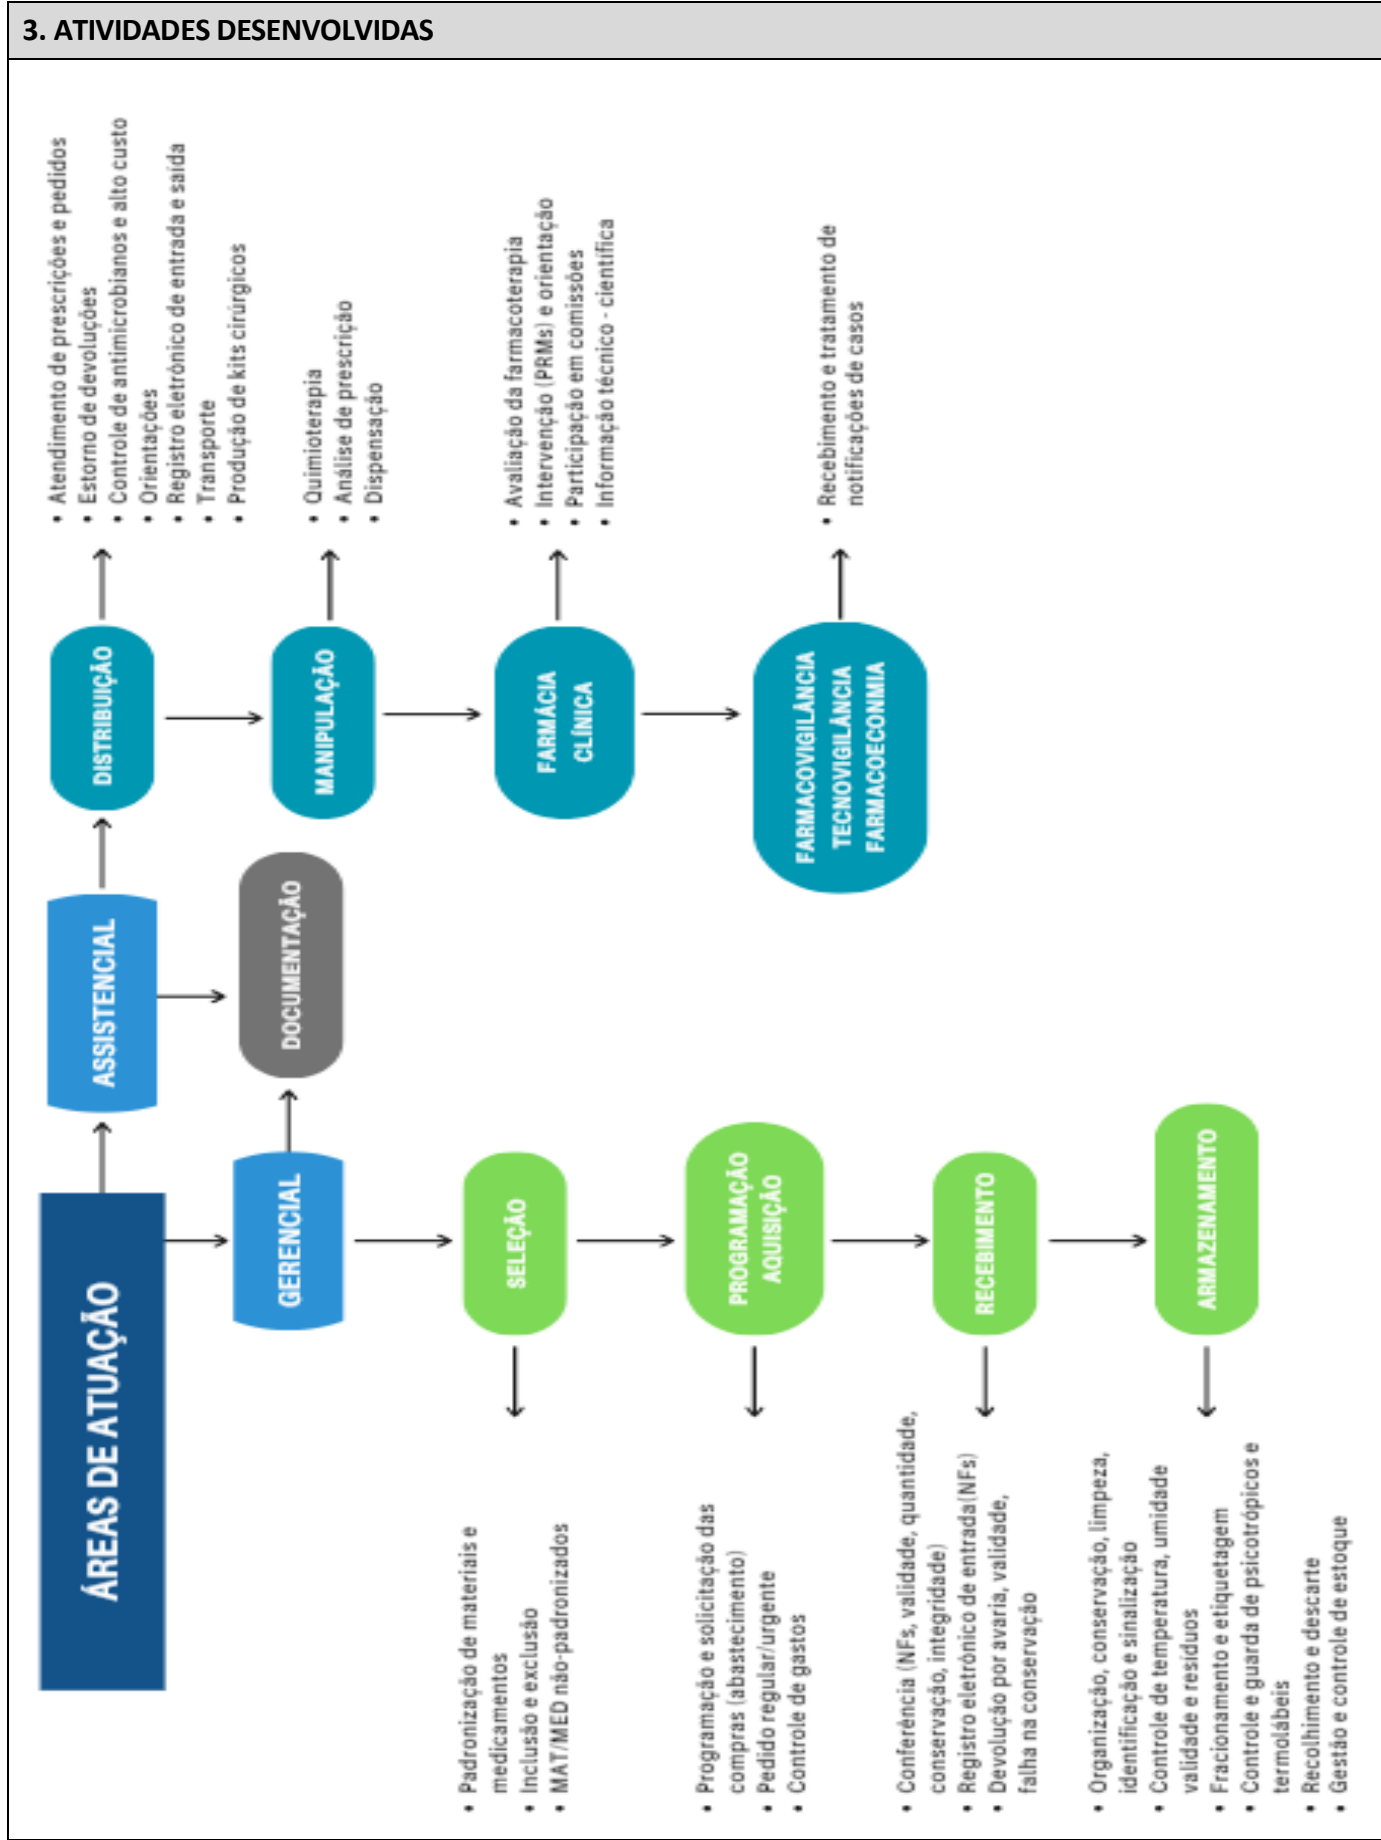 3. ATIVIDADES DESENVOLVIDAS
ÁREAS DE ATUAÇÃO
ASSISTENCIAL
DISTRIBUIÇÃO
• Atendimento de prescrições e pedidos
• Estorno de devoluções
• Controle de antimicrobianos e alto custo
• Orientações
• Registro eletrônico de entrada e saída
• Transporte
• Produção de kits cirúrgicos
MANIPULAÇÃO
• Quimioterapia
• Análise de prescrição
• Dispensação
FARMÁCIA
CLÍNICA
• Avaliação da farmacoterapia
• Intervenção (PRMs) e orientação
• Participação em comissões
• Informação técnico - científica
FARMACOVIGILÂNCIA
TECNOVIGILÂNCIA
FARMACOECONIMIA
• Recebimento e tratamento de
notificações de casos
DOCUMENTAÇÃO
GERENCIAL
SELEÇÃO
• Padronização de materiais e
medicamentos
• Inclusão e exclusão
• MAT/MED não-padronizados
PROGRAMAÇÃO
AQUISIÇÃO
• Programação e solicitação das
compras (abastecimento)
• Pedido regular/urgente
• Controle de gastos
RECEBIMENTO
• Conferência (NFs, validade, quantidade,
conservação, integridade)
• Registro eletrônico de entrada(NFs)
• Devolução por avaria, validade,
falha na conservação
ARMAZENAMENTO
• Organização, conservação, limpeza,
identificação e sinalização
• Controle de temperatura, umidade
validade e resíduos
• Fracionamento e etiquetagem
• Controle e guarda de psicotrópicos e
termolábeis
• Recolhimento e descarte
• Gestão e controle de estoque